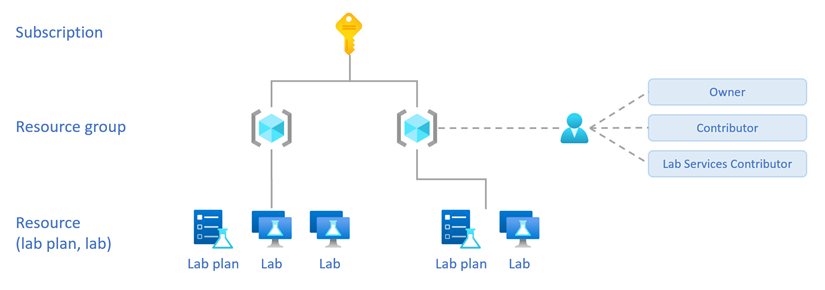 Subscription
Resource group
Owner
Contributor
Lab Services Contributor
Resource
(lab plan, lab)
Lab plan
Lab
Lab
Lab plan
Lab